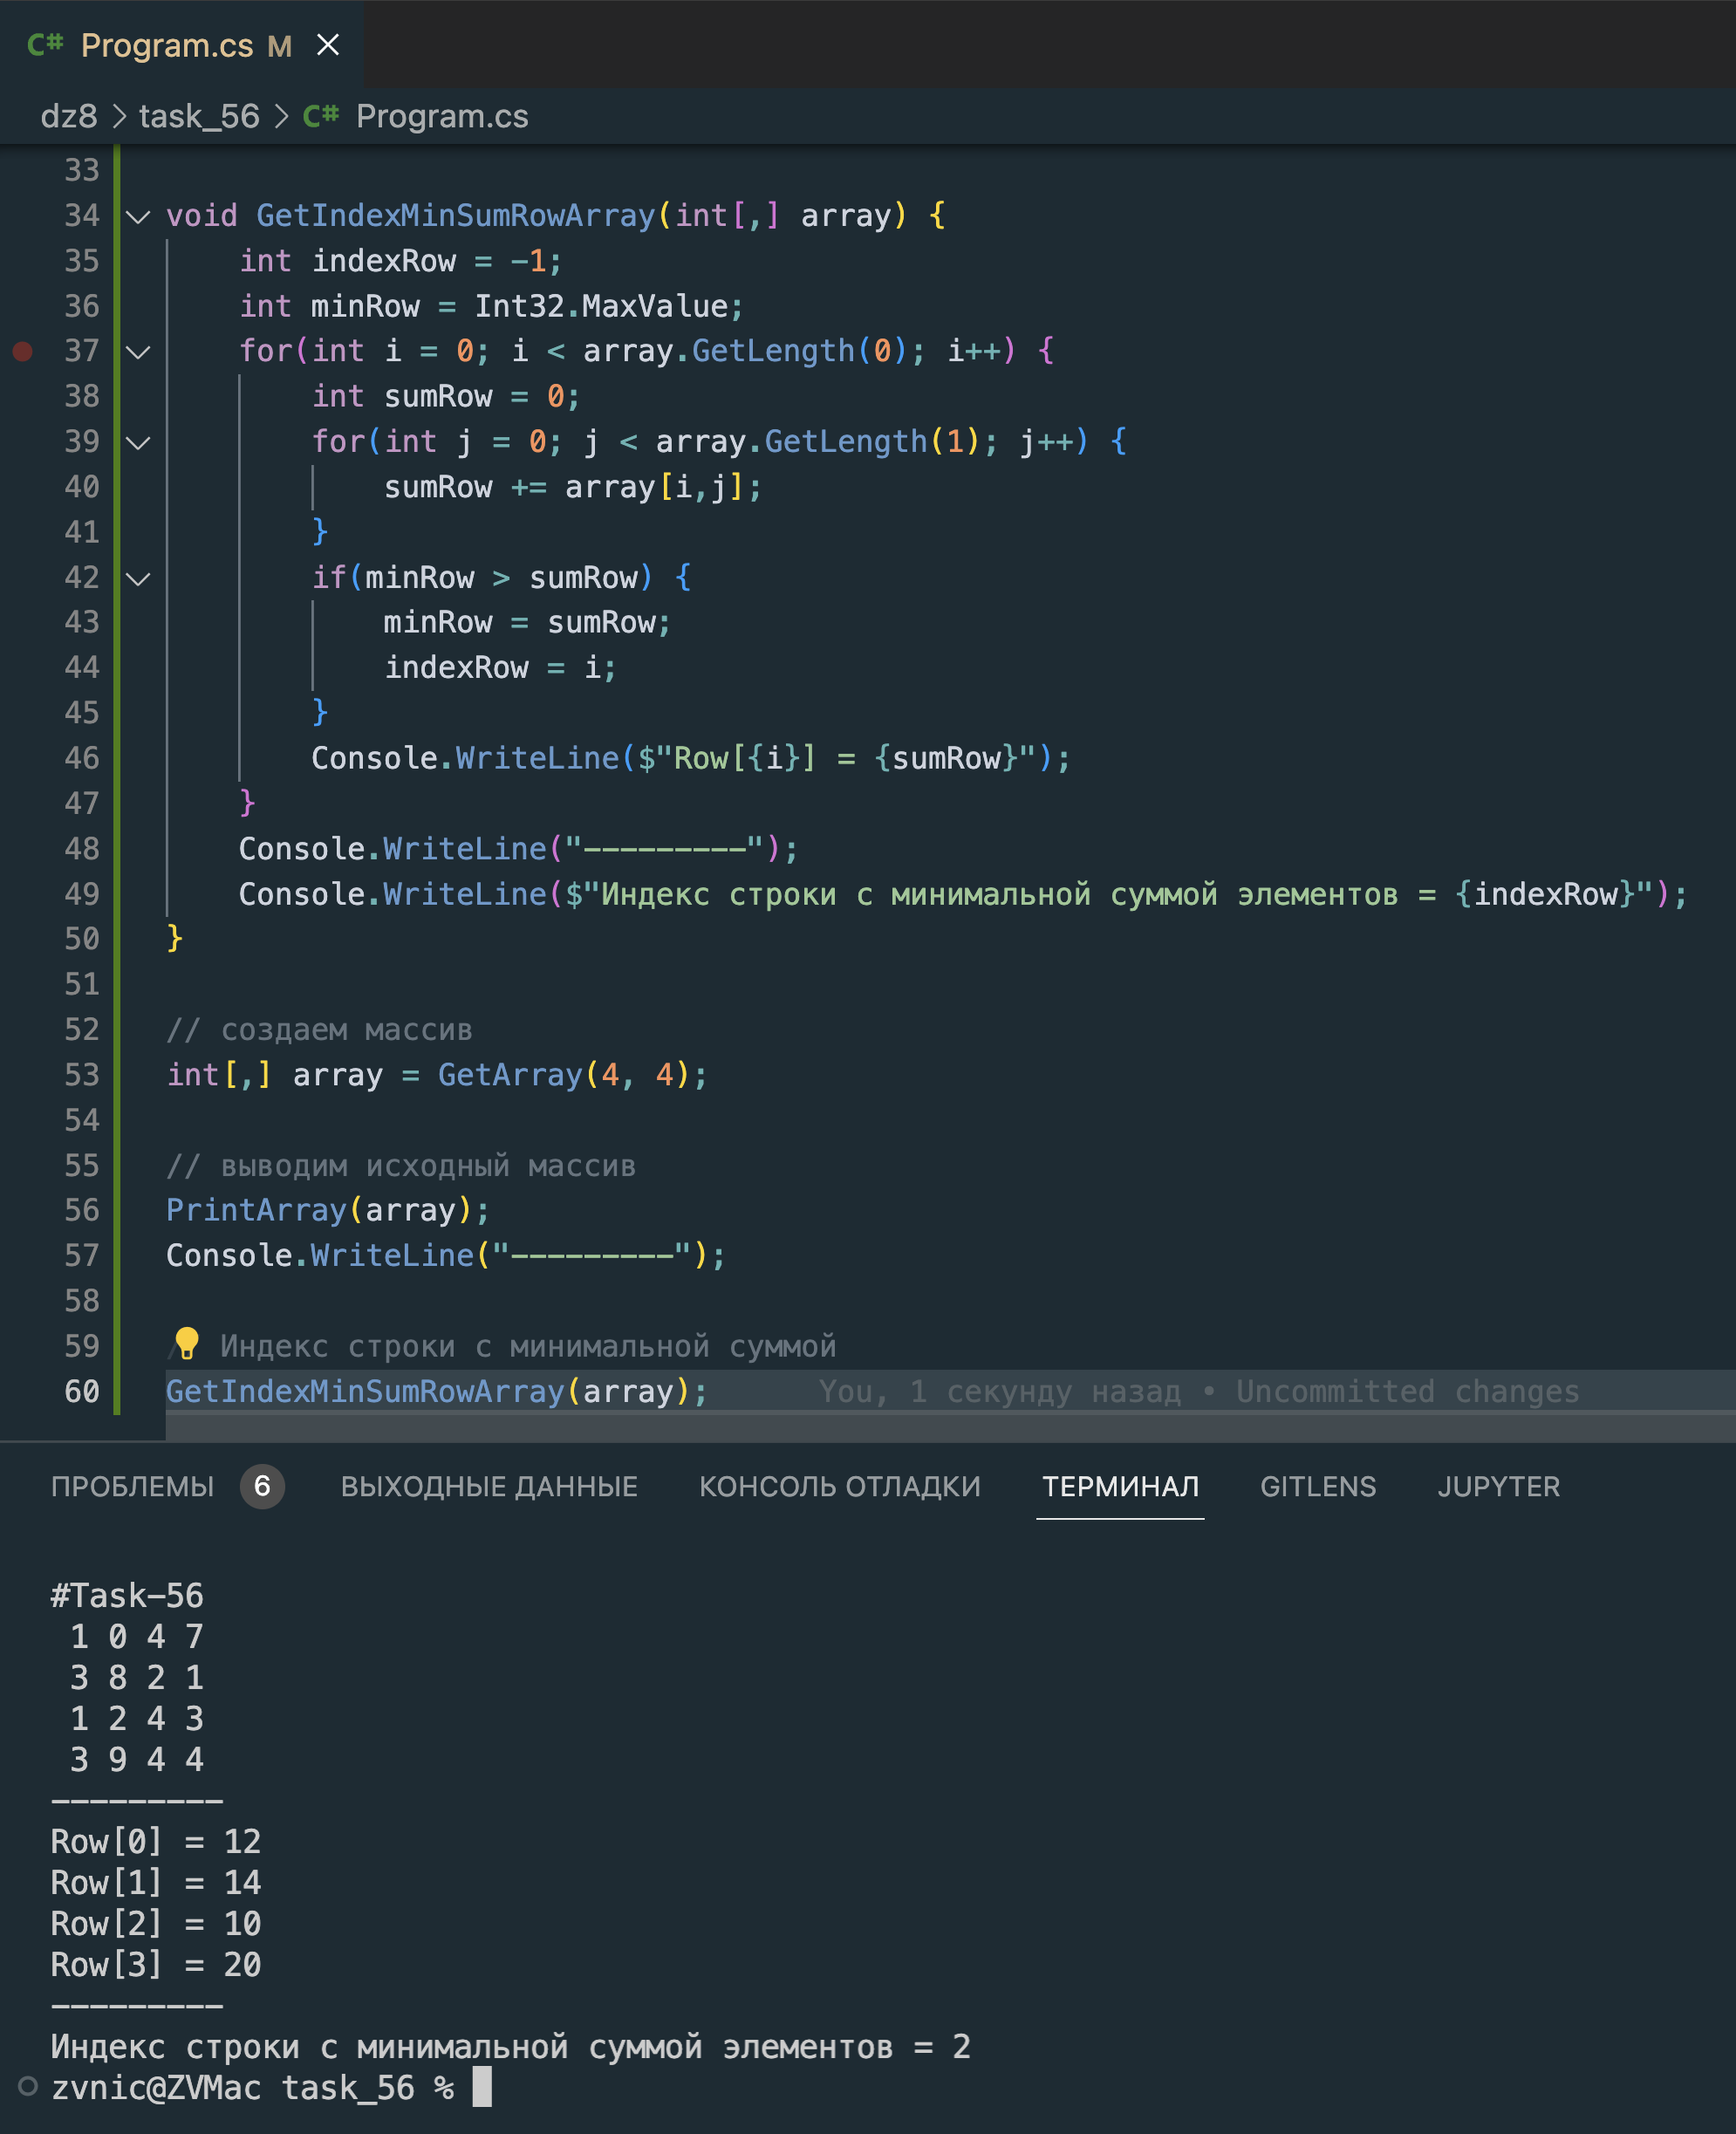 C# Program.cs M
dz8 > task_56 > C# Program.cs
33
34 void GetIndexMinSumRowArray(int[,] array) {
35 int indexRow = -1;
36 int minRow = Int32.MaxValue;
37 for(int i = 0; i < array.GetLength(0); i++) {
38 int sumRow = 0;
39 for(int j = 0; j < array.GetLength(1); j++) {
40 sumRow += array[i,j];
41 }
42 if(minRow > sumRow) {
43 minRow = sumRow;
44 indexRow = i;
45 }
46 Console.WriteLine($"Row[{i}] = {sumRow}");
47 }
48 Console.WriteLine("---------");
49 Console.WriteLine($"Индекс строки с минимальной суммой элементов = {indexRow}");
50 }
51
52 // создаем массив
53 int[,] array = GetArray(4, 4);
54
55 // выводим исходный массив
56 PrintArray(array);
57 Console.WriteLine("---------");
58
59 Индекс строки с минимальной суммой
60 GetIndexMinSumRowArray(array); You, 1 секунду назад • Uncommitted changes
ПРОБЛЕМЫ 6 ВЫХОДНЫЕ ДАННЫЕ КОНСОЛЬ ОТЛАДКИ ТЕРМИНАЛ GITLENS JUPYTER
#Task-56
1 0 4 7
3 8 2 1
1 2 4 3
3 9 4 4
---------
Row[0] = 12
Row[1] = 14
Row[2] = 10
Row[3] = 20
---------
Индекс строки с минимальной суммой элементов = 2
zvnic@ZVMac task_56 %